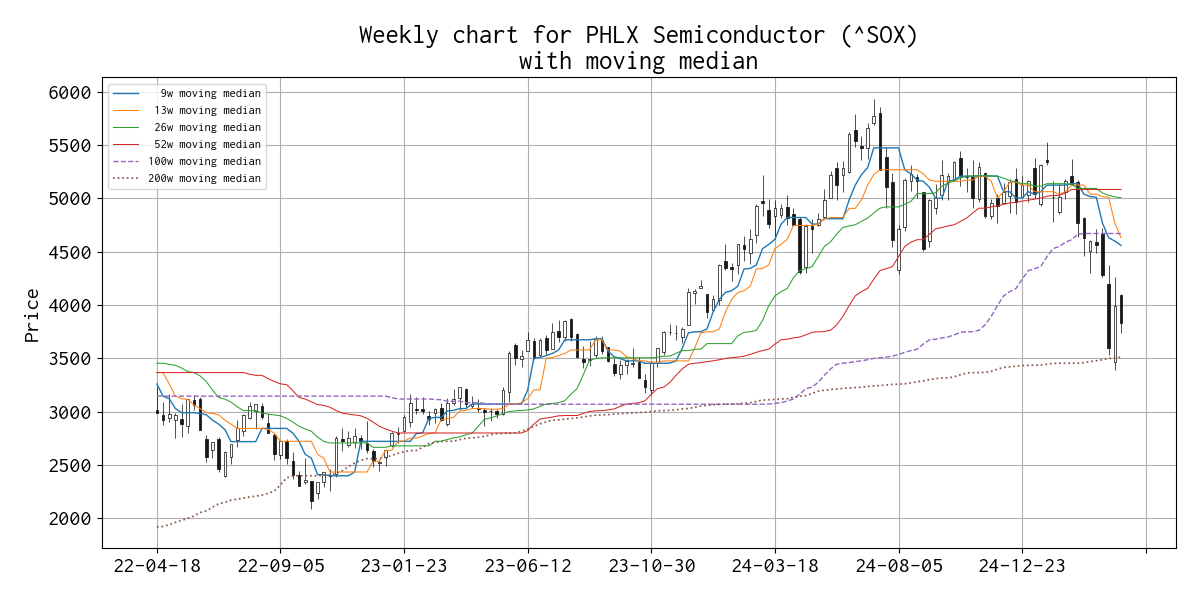 Weekly chart for PHLX Semiconductor (^SOX)
with moving median
9w moving median
13w moving median
26w moving median
52w moving median
100w moving median
200w moving median
Price
6000
5500
5000
4500
4000
3500
3000
2500
2000
22-04-18 22-09-05 23-01-23 23-06-12 23-10-30 24-03-18 24-08-05 24-12-23